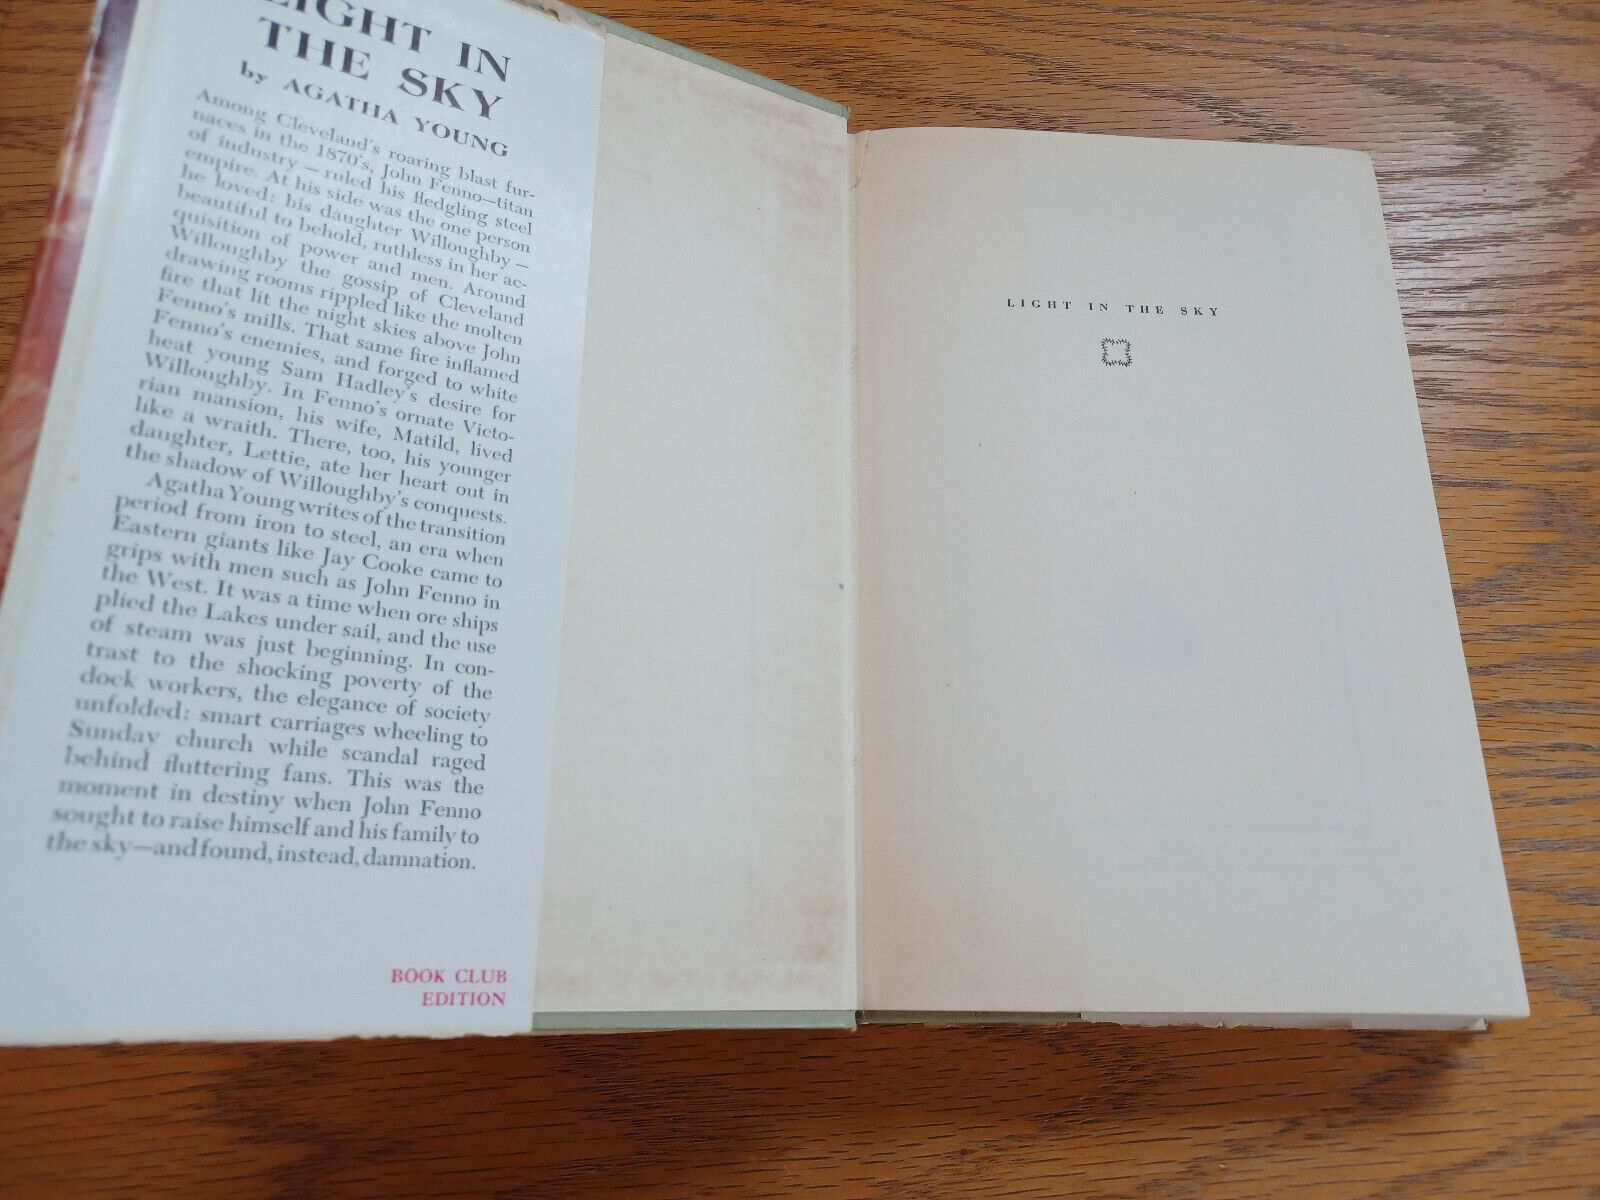 LIGHT IN
THE SKY
by AGATHA YOUNG
Among Cleveland's roaring blast fur-
naces in the 1870's, John Fenno—titan
of industry—ruled his fledgling steel
empire. At his side was the one person
he loved: his daughter Willoughby—
beautiful to behold, ruthless in her ac-
quisition of power and men. Around
Willoughby the gossip of Cleveland
drawing rooms rippled like the molten
fire that lit the night skies above John
Fenno's mills. That same fire inflamed
Fenno's enemies, and forged to white
heat young Sam Hadley's desire for
Willoughby. In Fenno's ornate Victo-
rian mansion, his wife, Matild, lived
like a wraith. There, too, his younger
daughter, Lettie, ate her heart out in
the shadow of Willoughby's conquests.
Agatha Young writes of the transition
period from iron to steel, an era when
Eastern giants like Jay Cooke came to
grips with men such as John Fenno in
the West. It was a time when ore ships
plied the Lakes under sail, and the use
of steam was just beginning. In con-
trast to the shocking poverty of the
dock workers, the elegance of society
unfolded: smart carriages wheeling to
Sunday church while scandal raged
behind fluttering fans. This was the
moment in destiny when John Fenno
sought to raise himself and his family to
the sky—and found, instead, damnation.
BOOK CLUB
EDITION
LIGHT IN THE SKY